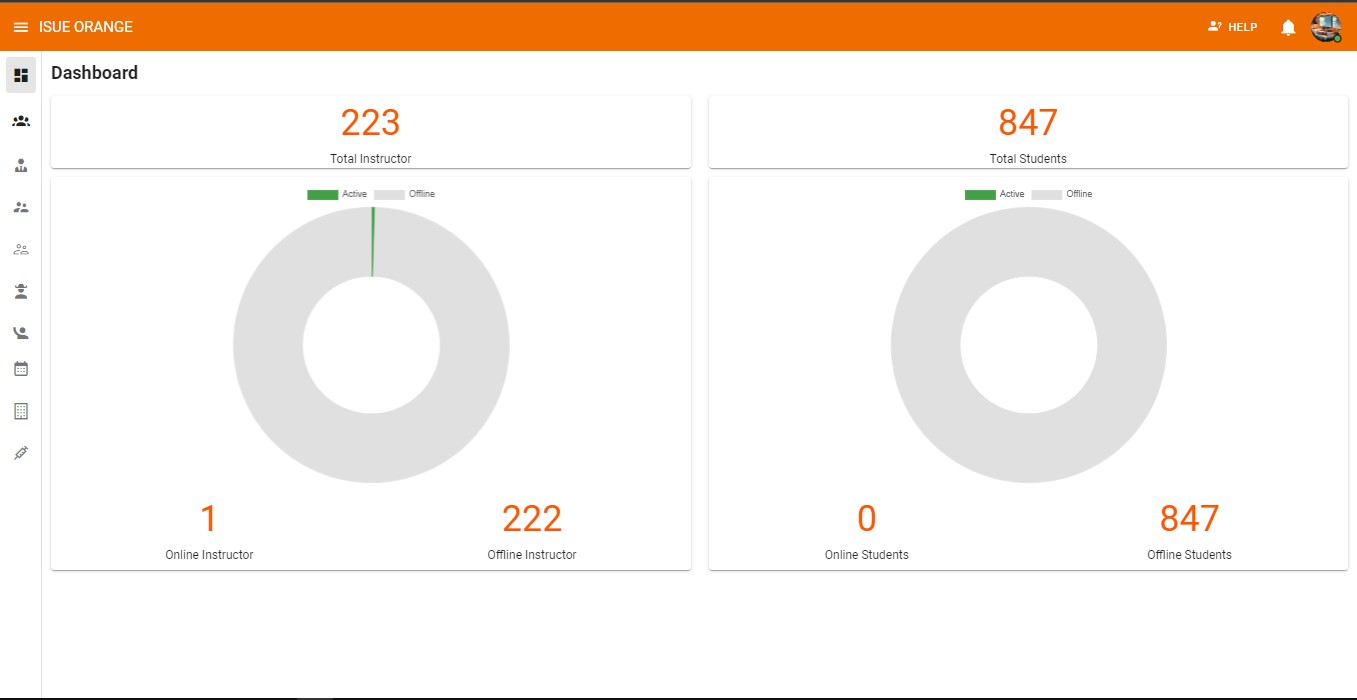 ISUE ORANGE
HELP
Dashboard
223
Total Instructor
847
Total Students
Active Offline
Active Offline
1
Online Instructor
222
Offline Instructor
0
Online Students
847
Offline Students